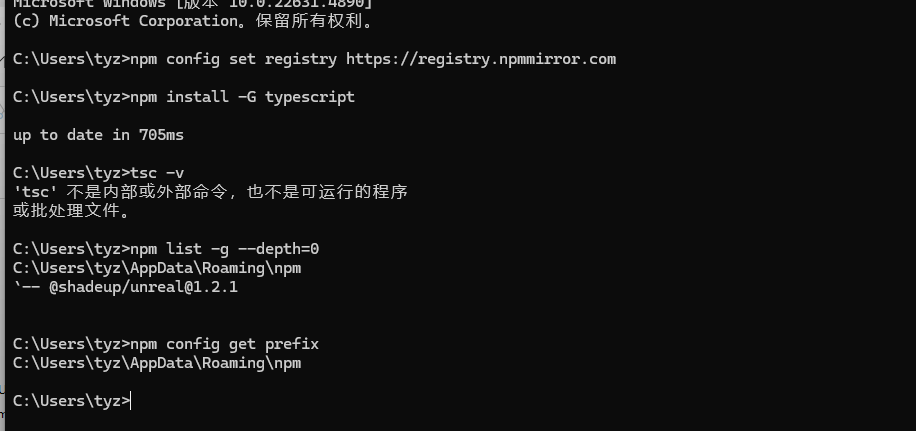 Microsoft Windows [版本 10.0.22631.4890]
(c) Microsoft Corporation。保留所有权利。
C:\Users\tyz>npm config set registry https://registry.npmmirror.com
C:\Users\tyz>npm install -G typescript
up to date in 705ms
C:\Users\tyz>tsc -v
'tsc' 不是内部或外部命令，也不是可运行的程序
或批处理文件。
C:\Users\tyz>npm list -g --depth=0
C:\Users\tyz\AppData\Roaming\npm
`-- @shadeup/unreal@1.2.1
C:\Users\tyz>npm config get prefix
C:\Users\tyz\AppData\Roaming\npm
C:\Users\tyz>